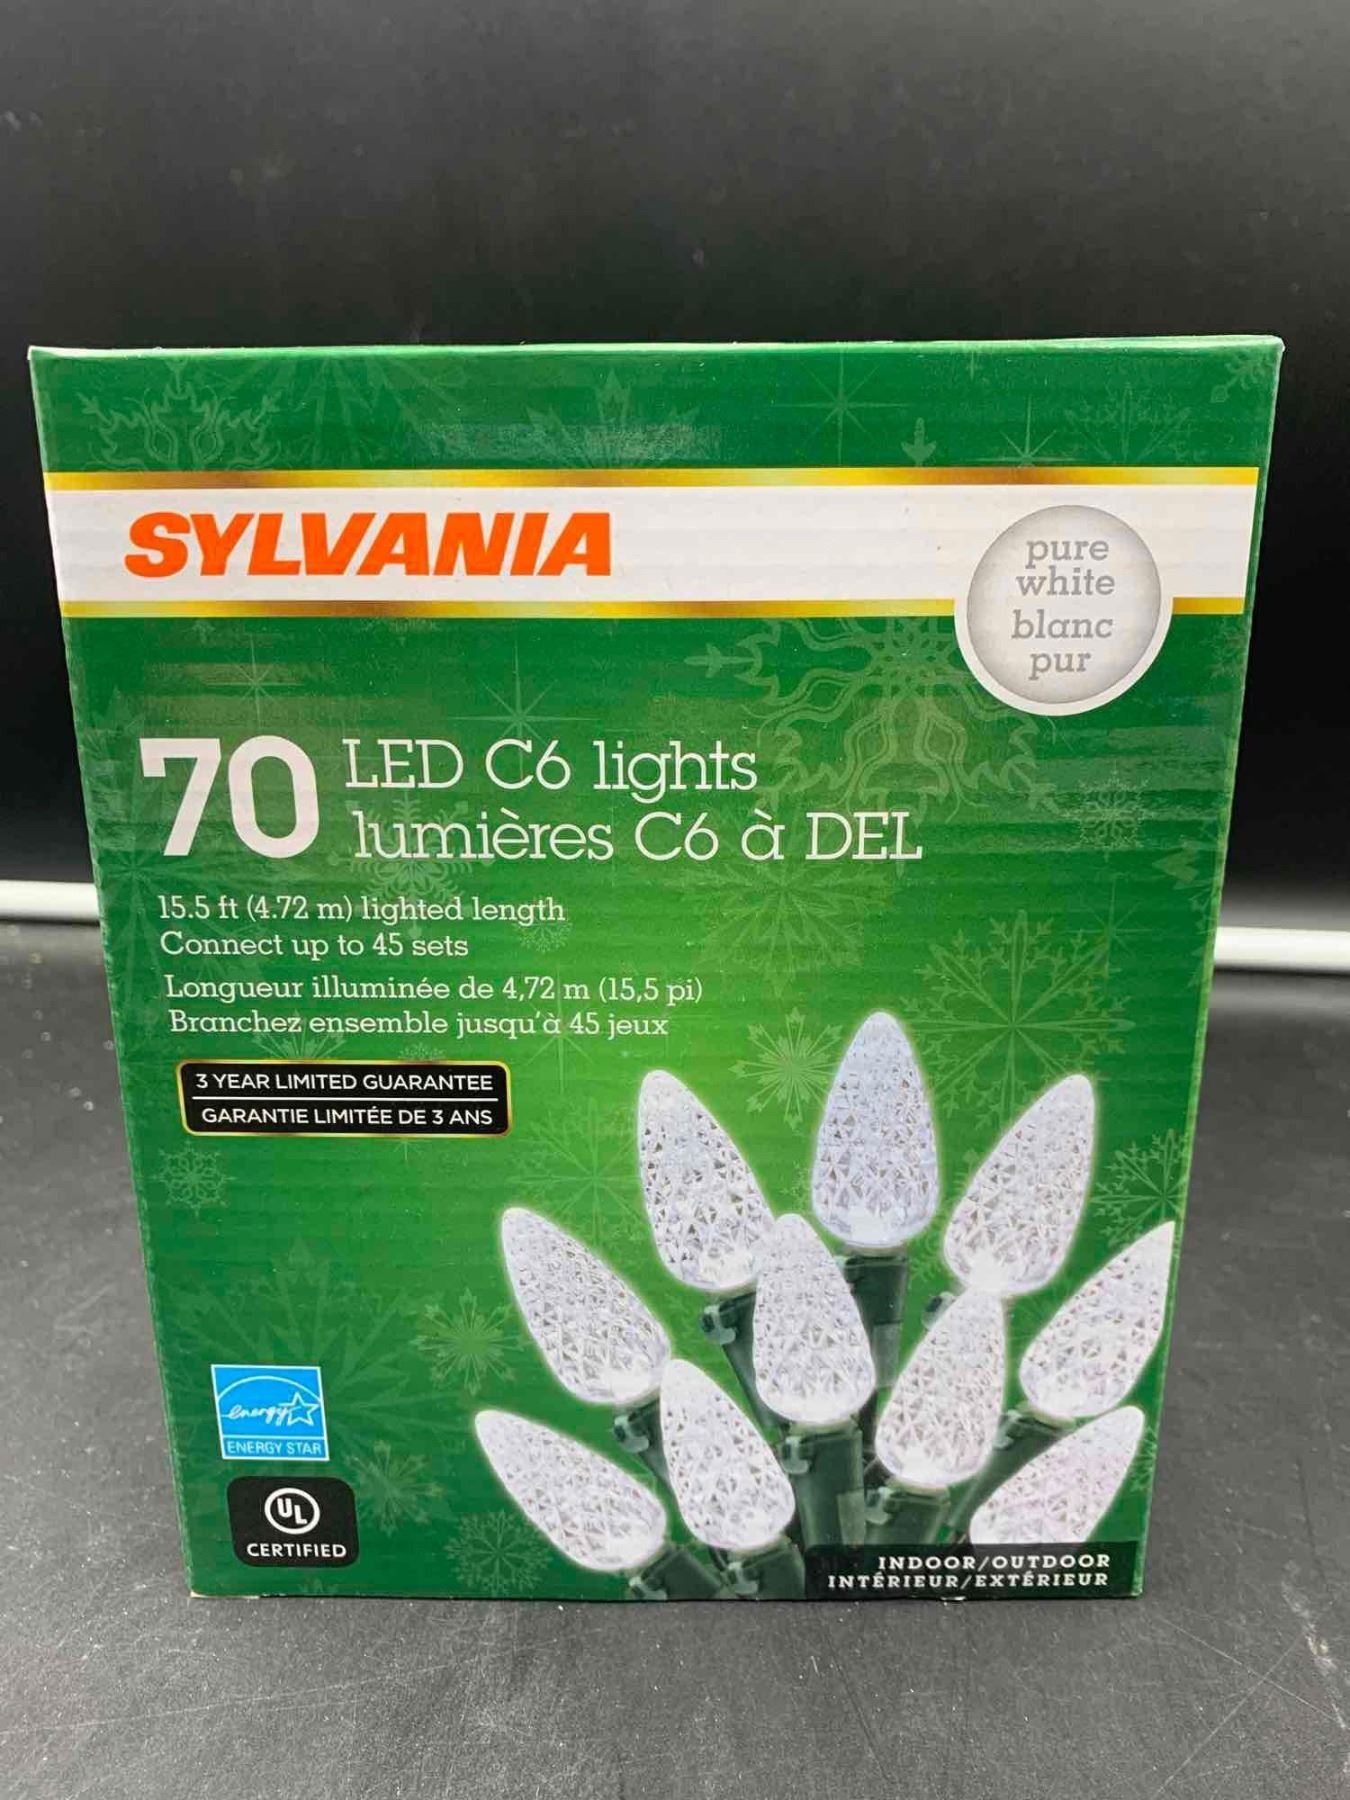 SYLVANIA
pure
white
blanc
pur
70 LED C6 lights
lumières C6 à DEL
15.5 ft (4.72 m) lighted length
Connect up to 45 sets
Longueur illuminée de 4,72 m (15,5 pi)
Branchez ensemble jusqu'à 45 jeux
3 YEAR LIMITED GUARANTEE
GARANTIE LIMITÉE DE 3 ANS
energy
ENERGY STAR
UL
CERTIFIED
INDOOR/OUTDOOR
INTÉRIEUR/EXTÉRIEUR